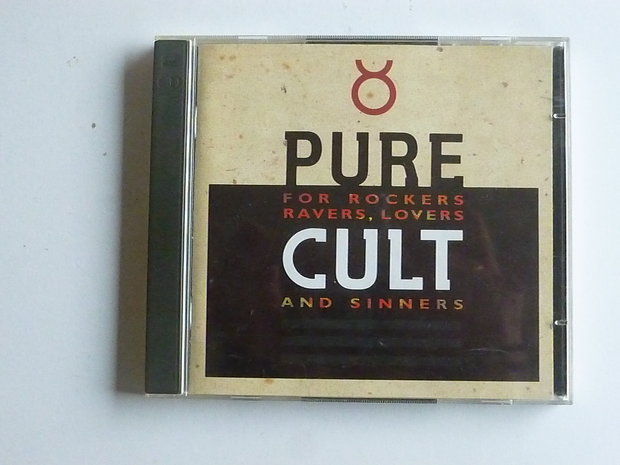 PURE
FOR ROCKERS
RAVERS, LOVERS
CULT
AND SINNERS